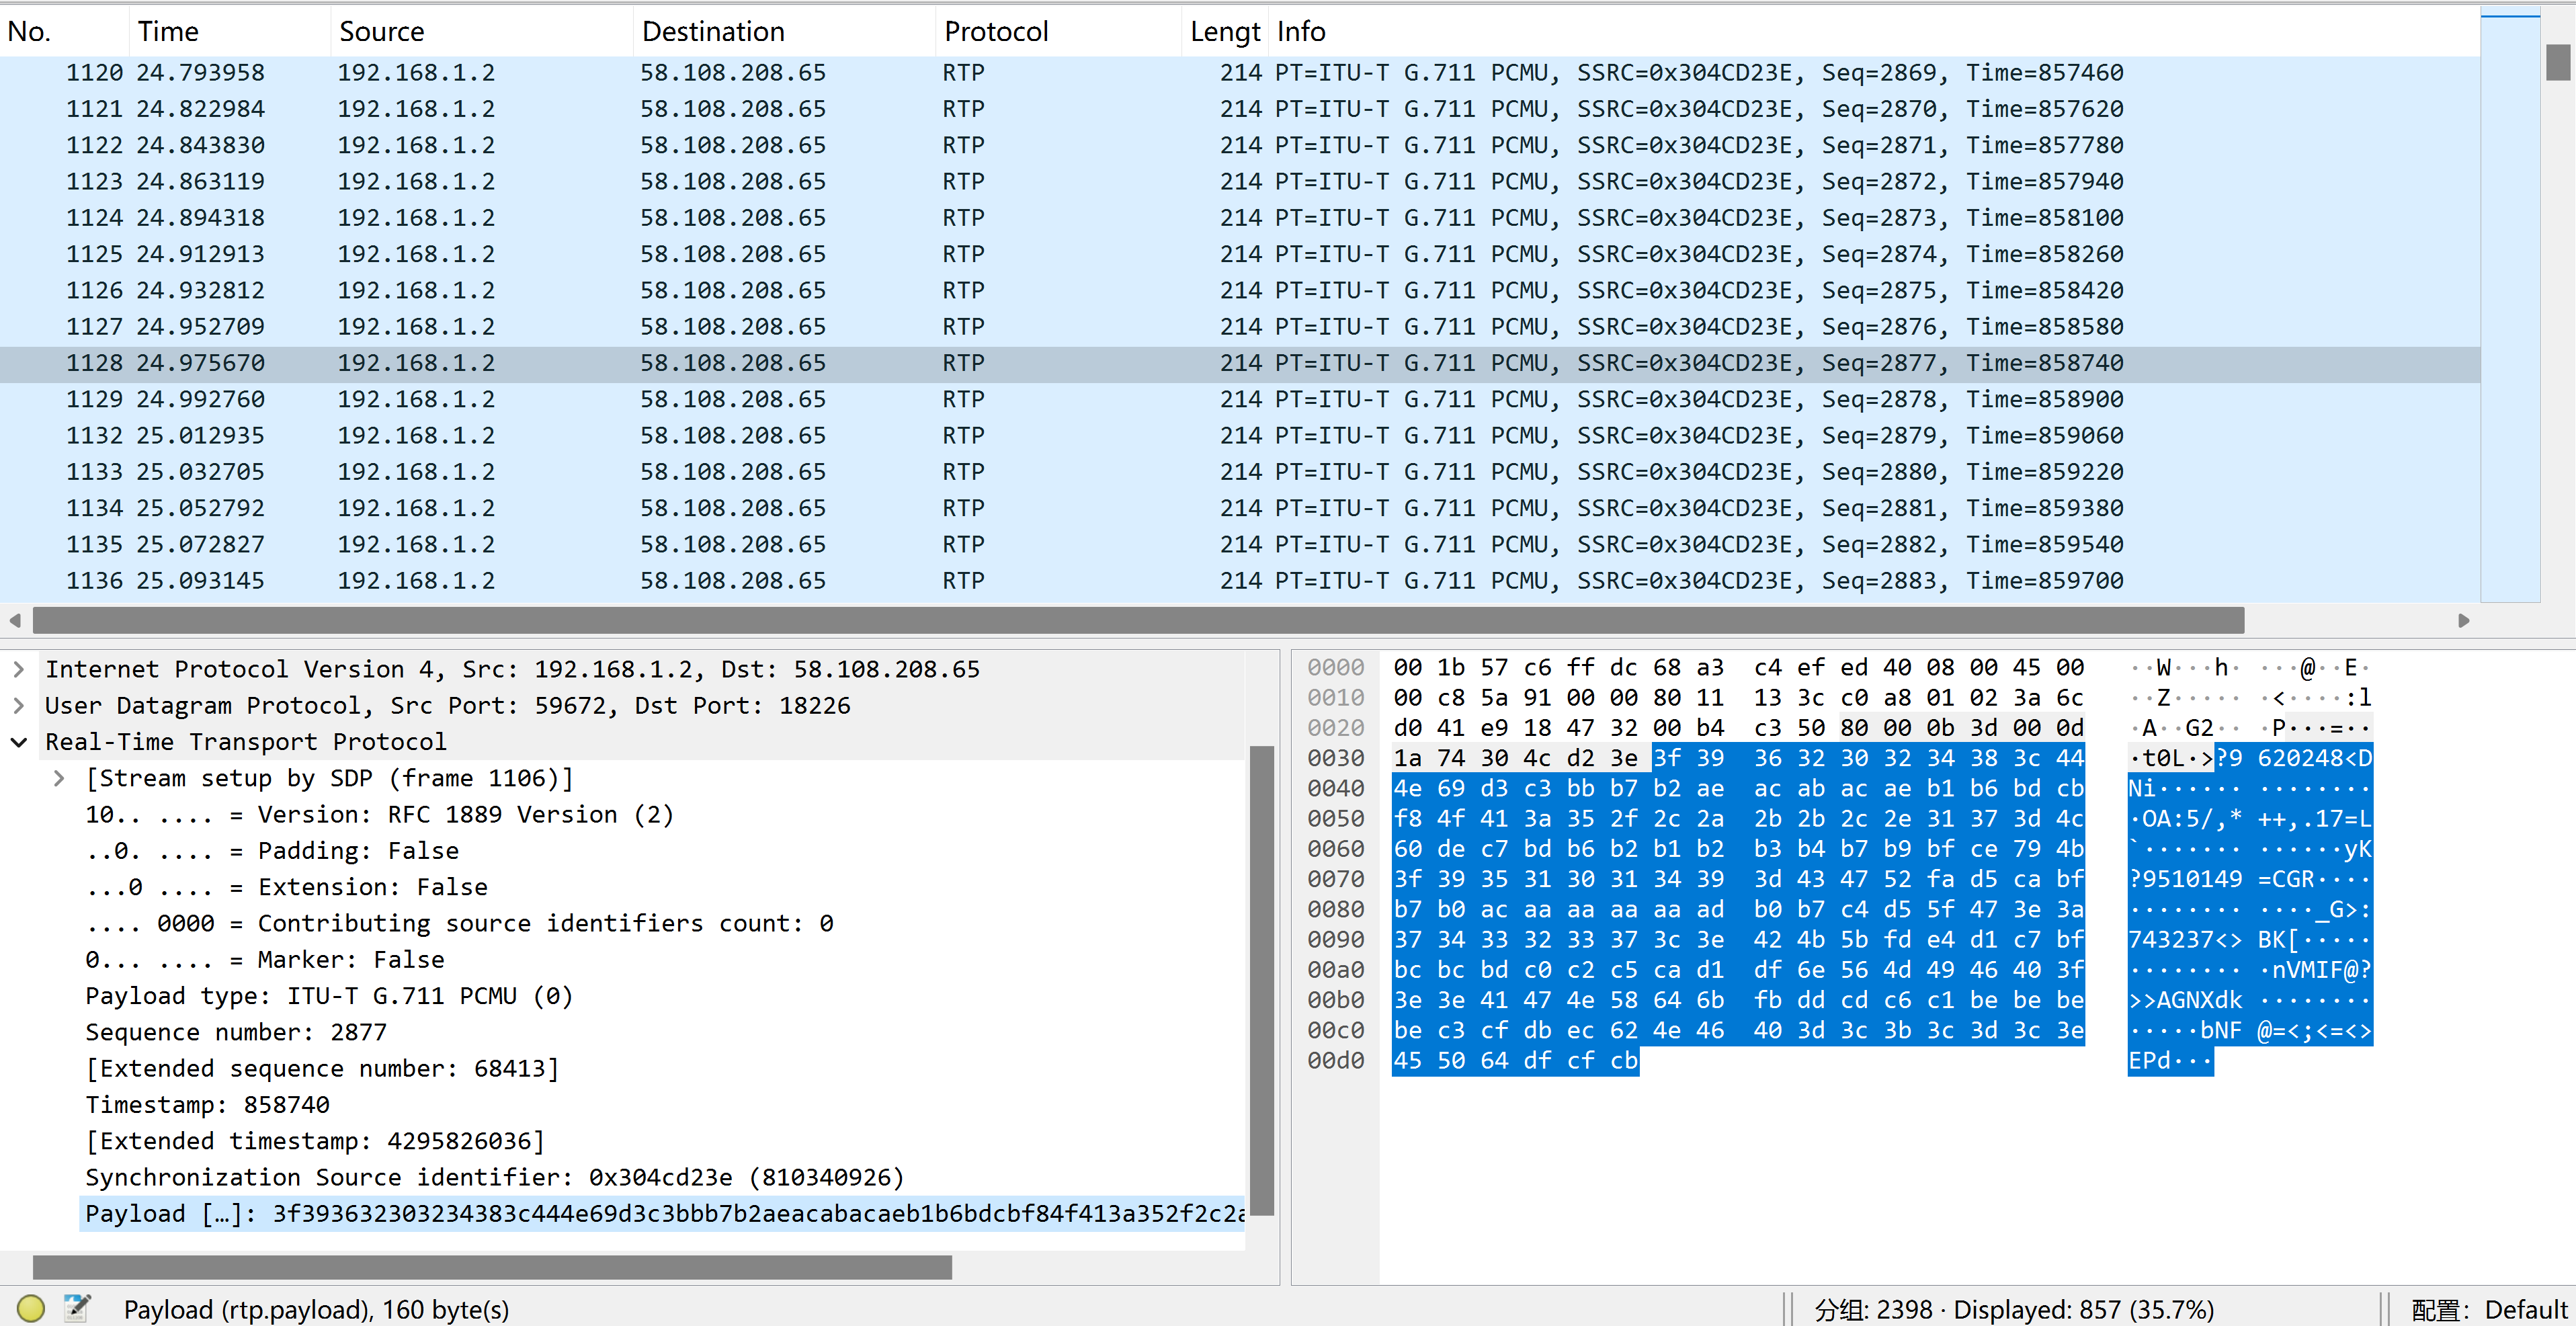 No. Time Source Destination Protocol Lengt Info
1120 24.793958 192.168.1.2 58.108.208.65 RTP 214 PT=ITU-T G.711 PCMU, SSRC=0x304CD23E, Seq=2869, Time=857460
1121 24.822984 192.168.1.2 58.108.208.65 RTP 214 PT=ITU-T G.711 PCMU, SSRC=0x304CD23E, Seq=2870, Time=857620
1122 24.843830 192.168.1.2 58.108.208.65 RTP 214 PT=ITU-T G.711 PCMU, SSRC=0x304CD23E, Seq=2871, Time=857780
1123 24.863119 192.168.1.2 58.108.208.65 RTP 214 PT=ITU-T G.711 PCMU, SSRC=0x304CD23E, Seq=2872, Time=857940
1124 24.894318 192.168.1.2 58.108.208.65 RTP 214 PT=ITU-T G.711 PCMU, SSRC=0x304CD23E, Seq=2873, Time=858100
1125 24.912913 192.168.1.2 58.108.208.65 RTP 214 PT=ITU-T G.711 PCMU, SSRC=0x304CD23E, Seq=2874, Time=858260
1126 24.932812 192.168.1.2 58.108.208.65 RTP 214 PT=ITU-T G.711 PCMU, SSRC=0x304CD23E, Seq=2875, Time=858420
1127 24.952709 192.168.1.2 58.108.208.65 RTP 214 PT=ITU-T G.711 PCMU, SSRC=0x304CD23E, Seq=2876, Time=858580
1128 24.975670 192.168.1.2 58.108.208.65 RTP 214 PT=ITU-T G.711 PCMU, SSRC=0x304CD23E, Seq=2877, Time=858740
1129 24.992760 192.168.1.2 58.108.208.65 RTP 214 PT=ITU-T G.711 PCMU, SSRC=0x304CD23E, Seq=2878, Time=858900
1132 25.012935 192.168.1.2 58.108.208.65 RTP 214 PT=ITU-T G.711 PCMU, SSRC=0x304CD23E, Seq=2879, Time=859060
1133 25.032705 192.168.1.2 58.108.208.65 RTP 214 PT=ITU-T G.711 PCMU, SSRC=0x304CD23E, Seq=2880, Time=859220
1134 25.052792 192.168.1.2 58.108.208.65 RTP 214 PT=ITU-T G.711 PCMU, SSRC=0x304CD23E, Seq=2881, Time=859380
1135 25.072827 192.168.1.2 58.108.208.65 RTP 214 PT=ITU-T G.711 PCMU, SSRC=0x304CD23E, Seq=2882, Time=859540
1136 25.093145 192.168.1.2 58.108.208.65 RTP 214 PT=ITU-T G.711 PCMU, SSRC=0x304CD23E, Seq=2883, Time=859700
Internet Protocol Version 4, Src: 192.168.1.2, Dst: 58.108.208.65
User Datagram Protocol, Src Port: 59672, Dst Port: 18226
Real-Time Transport Protocol
[Stream setup by SDP (frame 1106)]
10.. .... = Version: RFC 1889 Version (2)
..0. .... = Padding: False
...0 .... = Extension: False
.... 0000 = Contributing source identifiers count: 0
0... .... = Marker: False
Payload type: ITU-T G.711 PCMU (0)
Sequence number: 2877
[Extended sequence number: 68413]
Timestamp: 858740
[Extended timestamp: 4295826036]
Synchronization Source identifier: 0x304cd23e (810340926)
Payload […]: 3f393632303234383c444e69d3c3bbb7b2aeacabacaeb1b6bdcbf84f413a352f2c2a
0000 00 1b 57 c6 ff dc 68 a3 c4 ef ed 40 08 00 45 00 ··W···h· ···@··E·
0010 00 c8 5a 91 00 00 80 11 13 3c c0 a8 01 02 3a 6c ··Z····· ·<····:l
0020 d0 41 e9 18 47 32 00 b4 c3 50 80 00 0b 3d 00 0d ·A··G2·· ·P···=··
0030 1a 74 30 4c d2 3e 3f 39 36 32 30 32 34 38 3c 44 ·t0L·>?9 620248<D
0040 4e 69 d3 c3 bb b7 b2 ae ac ab ac ae b1 b6 bd cb Ni······ ········
0050 f8 4f 41 3a 35 2f 2c 2a 2b 2b 2c 2e 31 37 3d 4c ·OA:5/,* ++,.17=L
0060 60 de c7 bd b6 b2 b1 b2 b3 b4 b7 b9 bf ce 79 4b `······· ······yK
0070 3f 39 35 31 30 31 34 39 3d 43 47 52 fa d5 ca bf ?9510149 =CGR····
0080 b7 b0 ac aa aa aa aa ad b0 b7 c4 d5 5f 47 3e 3a ········ ····_G>:
0090 37 34 33 32 33 37 3c 3e 42 4b 5b fd e4 d1 c7 bf 743237<> BK[·····
00a0 bc bc bd c0 c2 c5 ca d1 df 6e 56 4d 49 46 40 3f ········ ·nVMIF@?
00b0 3e 3e 41 47 4e 58 64 6b fb dd cd c6 c1 be be be >>AGNXdk ········
00c0 be c3 cf db ec 62 4e 46 40 3d 3c 3b 3c 3d 3c 3e ·····bNF @=<;<=<>
00d0 45 50 64 df cf cb EPd···
Payload (rtp.payload), 160 byte(s) 分组: 2398 · Displayed: 857 (35.7%) 配置: Default